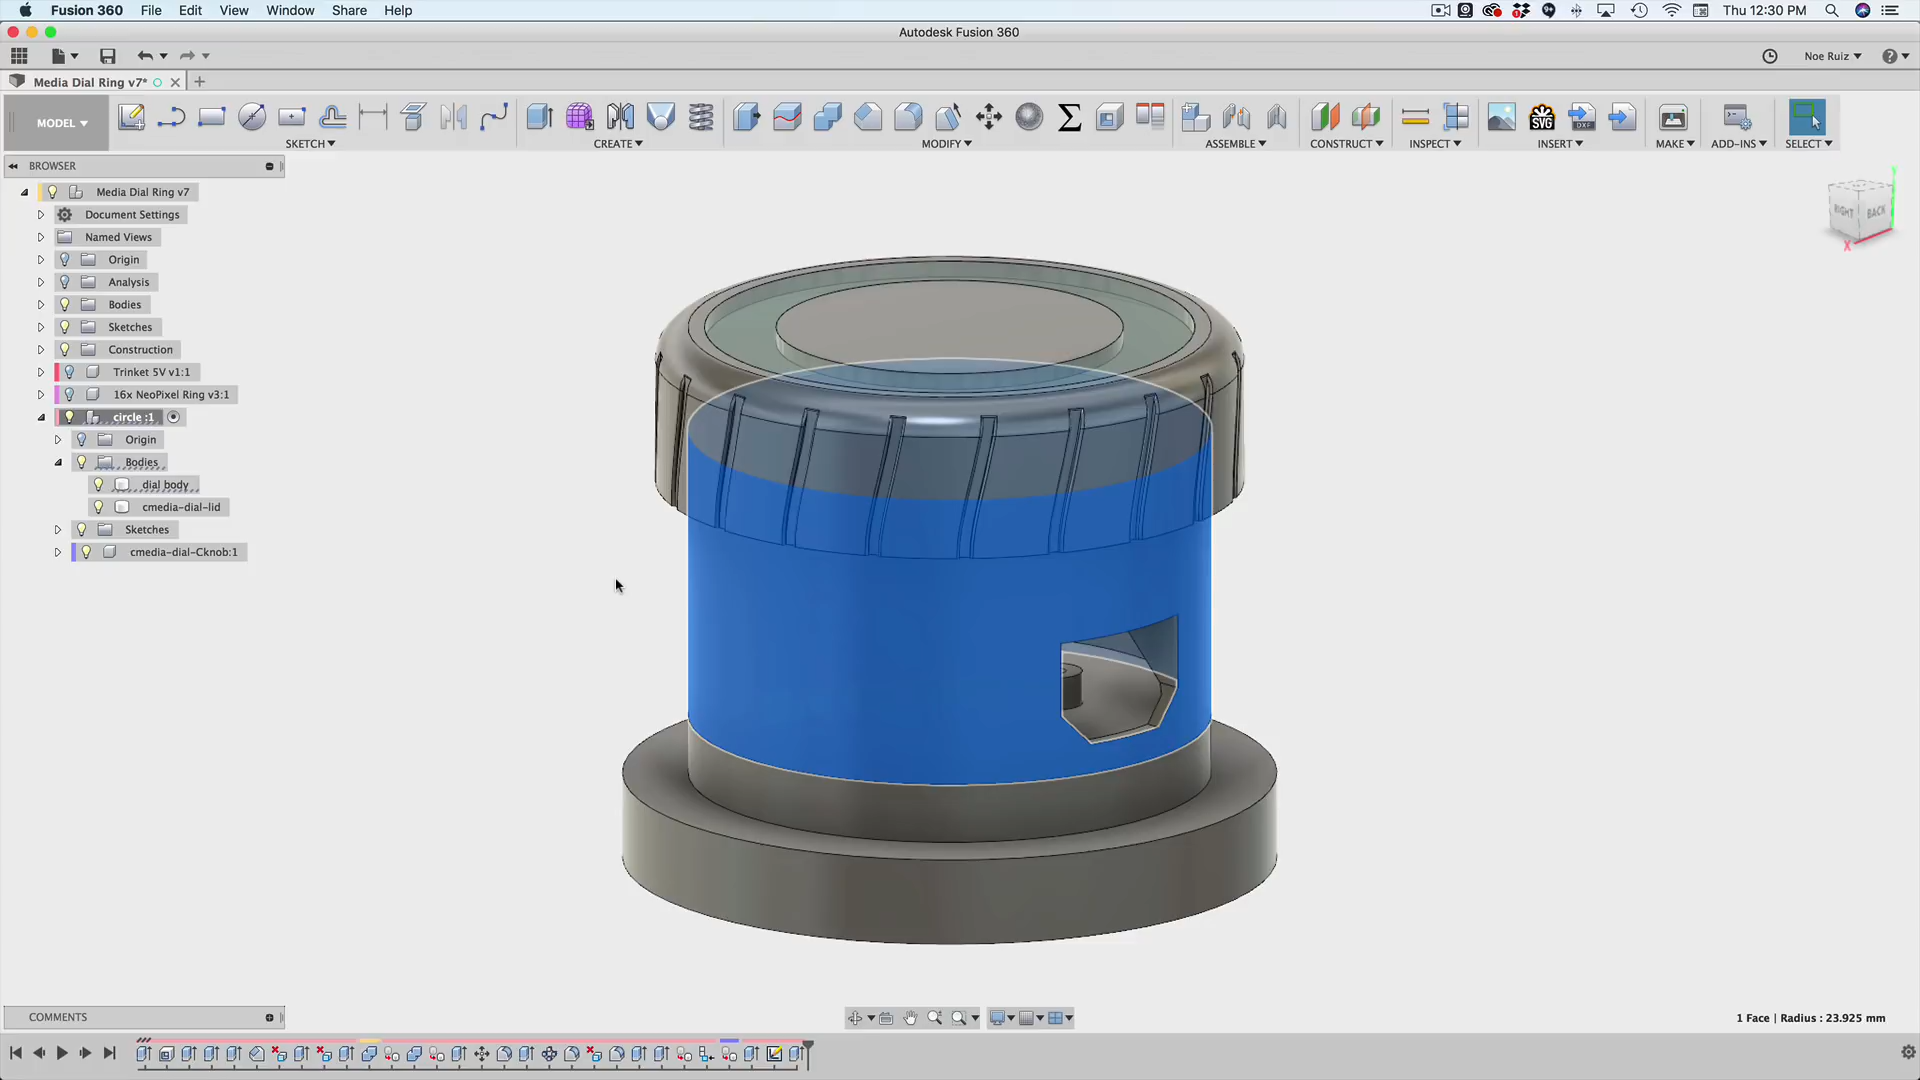 Fusion 360 File Edit View Window Share Help Thu 12:30 PM
Autodesk Fusion 360
Noe Ruiz
Media Dial Ring v7*
MODEL SKETCH CREATE MODIFY ASSEMBLE CONSTRUCT INSPECT INSERT MAKE ADD-INS SELECT
SVG DXF
BROWSER
Media Dial Ring v7
Document Settings
Named Views
Origin
Analysis
Bodies
Sketches
Construction
Trinket 5V v1:1
16x NeoPixel Ring v3:1
circle :1
Origin
Bodies
dial body
cmedia-dial-lid
Sketches
cmedia-dial-Cknob:1
RIGHT BACK
Y
X
COMMENTS
1 Face | Radius : 23.925 mm